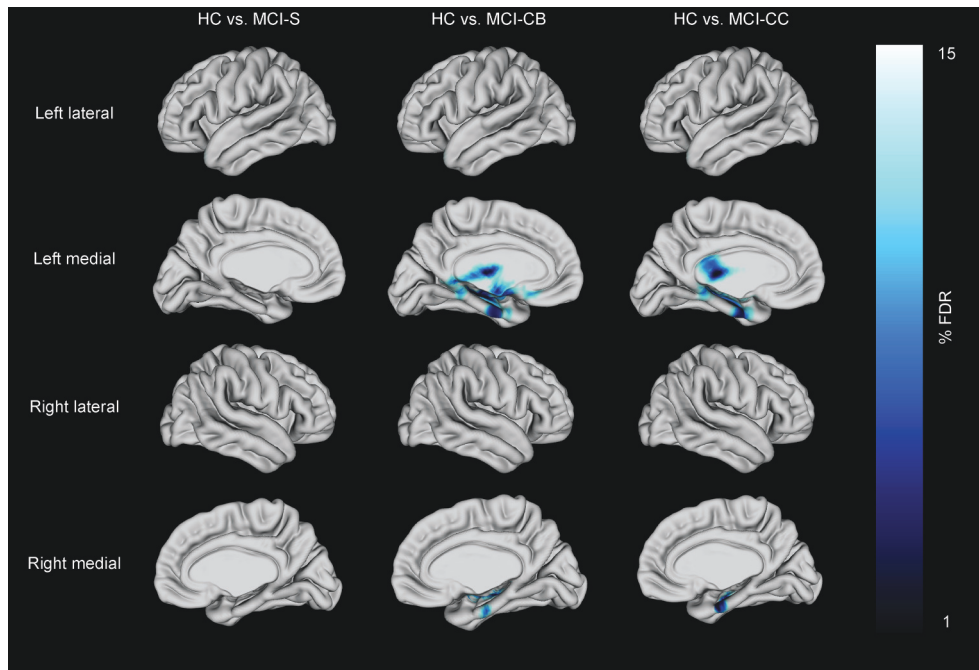 HC vs. MCI-S
HC vs. MCI-CB
HC vs. MCI-CC
15
Left lateral
Left medial
% FDR
Right lateral
Right medial
1